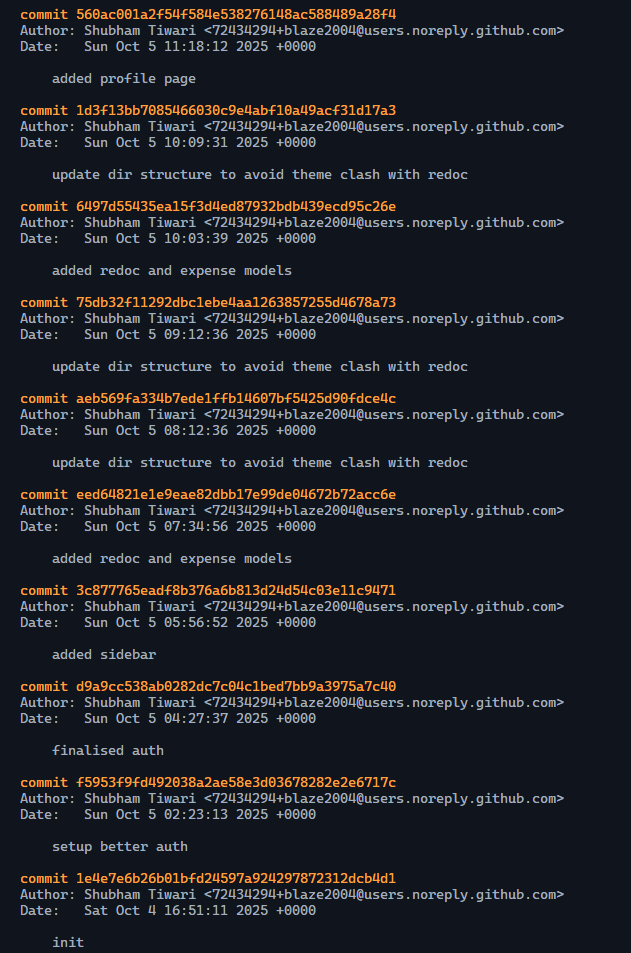 commit 560ac001a2f54f584e538276148ac588489a28f4
Author: Shubham Tiwari <72434294+blaze2004@users.noreply.github.com>
Date:   Sun Oct 5 11:18:12 2025 +0000
added profile page
commit 1d3f13bb7085466030c9e4abf10a49acf31d17a3
Author: Shubham Tiwari <72434294+blaze2004@users.noreply.github.com>
Date:   Sun Oct 5 10:09:31 2025 +0000
update dir structure to avoid theme clash with redoc
commit 6497d55435ea15f3d4ed87932bdb439ecd95c26e
Author: Shubham Tiwari <72434294+blaze2004@users.noreply.github.com>
Date:   Sun Oct 5 10:03:39 2025 +0000
added redoc and expense models
commit 75db32f11292dbc1ebe4aa1263857255d4678a73
Author: Shubham Tiwari <72434294+blaze2004@users.noreply.github.com>
Date:   Sun Oct 5 09:12:36 2025 +0000
update dir structure to avoid theme clash with redoc
commit aeb569fa334b7ede1ffb14607bf5425d90fdce4c
Author: Shubham Tiwari <72434294+blaze2004@users.noreply.github.com>
Date:   Sun Oct 5 08:12:36 2025 +0000
update dir structure to avoid theme clash with redoc
commit eed64821e1e9eae82dbb17e99de04672b72acc6e
Author: Shubham Tiwari <72434294+blaze2004@users.noreply.github.com>
Date:   Sun Oct 5 07:34:56 2025 +0000
added redoc and expense models
commit 3c877765eadf8b376a6b813d24d54c03e11c9471
Author: Shubham Tiwari <72434294+blaze2004@users.noreply.github.com>
Date:   Sun Oct 5 05:56:52 2025 +0000
added sidebar
commit d9a9cc538ab0282dc7c04c1bed7bb9a3975a7c40
Author: Shubham Tiwari <72434294+blaze2004@users.noreply.github.com>
Date:   Sun Oct 5 04:27:37 2025 +0000
finalised auth
commit f5953f9fd492038a2ae58e3d03678282e2e6717c
Author: Shubham Tiwari <72434294+blaze2004@users.noreply.github.com>
Date:   Sun Oct 5 02:23:13 2025 +0000
setup better auth
commit 1e4e7e6b26b01bfd24597a924297872312dcb4d1
Author: Shubham Tiwari <72434294+blaze2004@users.noreply.github.com>
Date:   Sat Oct 4 16:51:11 2025 +0000
init